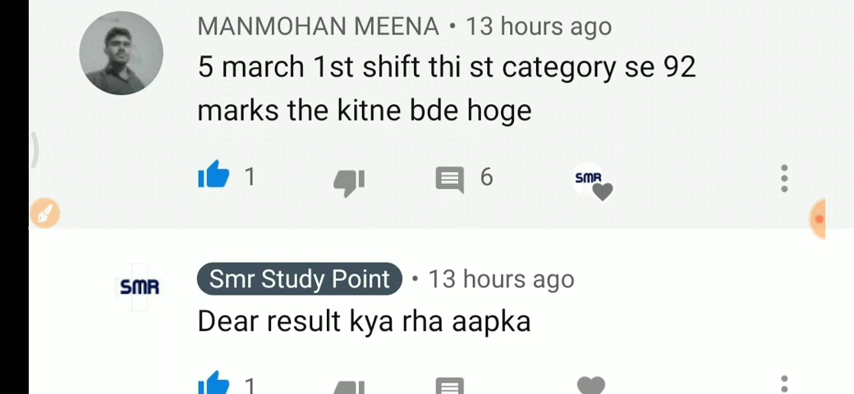 MANMOHAN MEENA • 13 hours ago
5 march 1st shift thi st category se 92
marks the kitne bde hoge
1 6 SMR
SMR
Smr Study Point • 13 hours ago
Dear result kya rha aapka
1